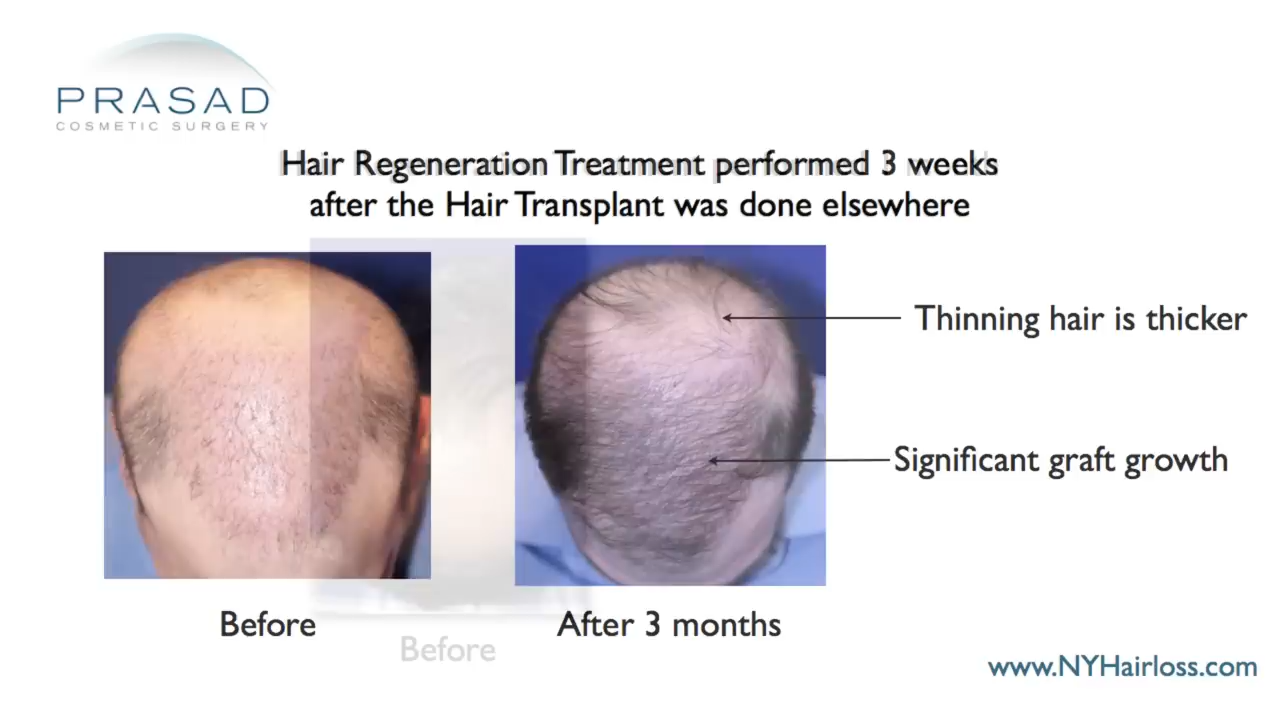 PRASAD
COSMETIC SURGERY
Hair Regeneration Treatment performed 3 weeks
after the Hair Transplant was done elsewhere
Thinning hair is thicker
Significant graft growth
Before
After 3 months
Before
www.NYHairloss.com